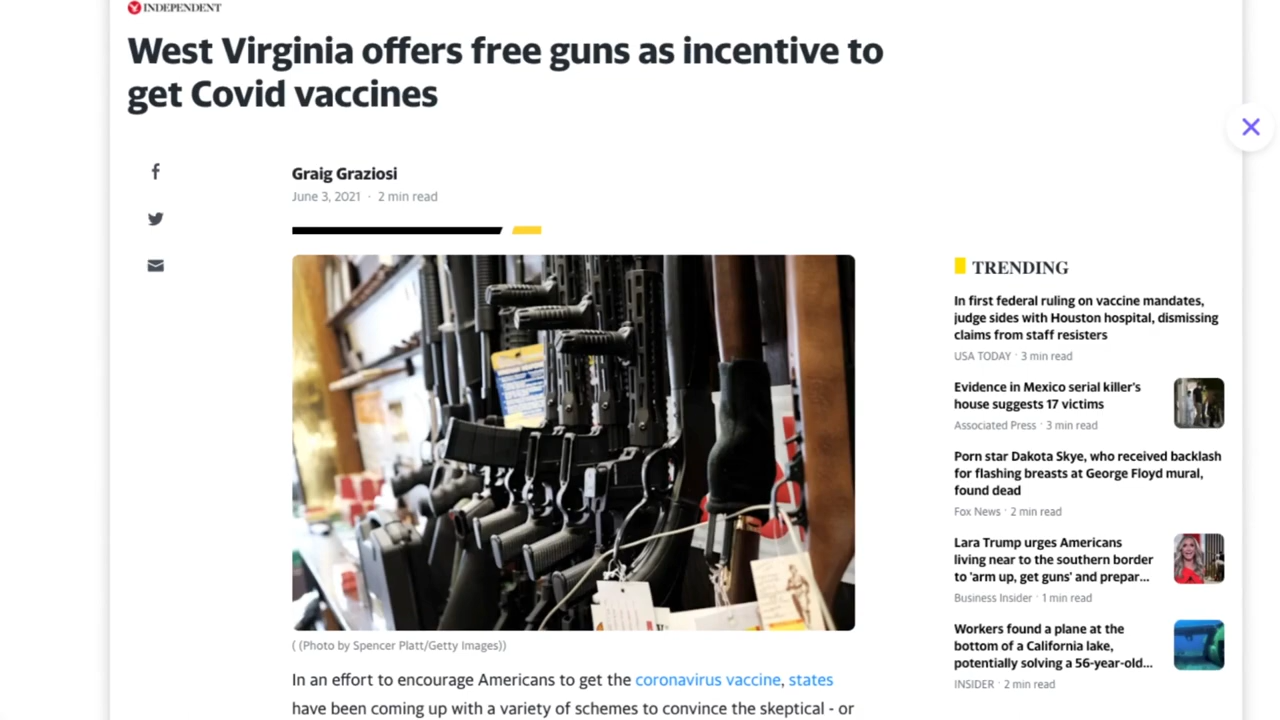 INDEPENDENT
West Virginia offers free guns as incentive to
get Covid vaccines
Graig Graziosi
June 3, 2021 · 2 min read
( (Photo by Spencer Platt/Getty Images))
In an effort to encourage Americans to get the coronavirus vaccine, states
have been coming up with a variety of schemes to convince the skeptical - or
TRENDING
In first federal ruling on vaccine mandates,
judge sides with Houston hospital, dismissing
claims from staff resisters
USA TODAY · 3 min read
Evidence in Mexico serial killer's
house suggests 17 victims
Associated Press · 3 min read
Porn star Dakota Skye, who received backlash
for flashing breasts at George Floyd mural,
found dead
Fox News · 2 min read
Lara Trump urges Americans
living near to the southern border
to 'arm up, get guns' and prepar...
Business Insider · 1 min read
Workers found a plane at the
bottom of a California lake,
potentially solving a 56-year-old...
INSIDER · 2 min read